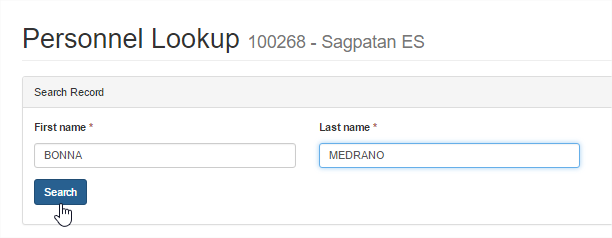 Personnel Lookup 100268 - Sagpatan ES
Search Record
First name * Last name *
BONNA MEDRANO
Search